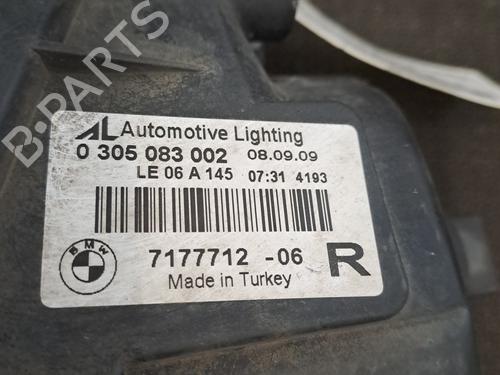 B-PARTS
AL Automotive Lighting
0 305 083 002 08.09.09
LE 06 A 145 07:31 4193
BMW
7177712 -06 R
Made in Turkey